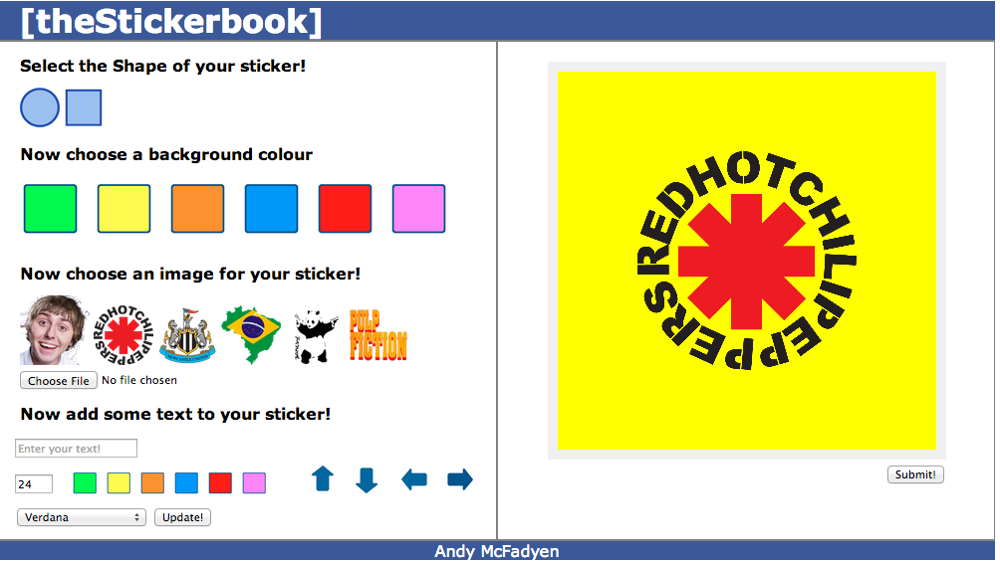 [theStickerbook]
Select the Shape of your sticker!
Now choose a background colour
Now choose an image for your sticker!
REDHOTCHILIPEPPERS
NEWCASTLE UNITED
PULP
FICTION
Choose File No file chosen
Now add some text to your sticker!
Enter your text!
24
Verdana Update!
REDHOTCHILIPEPPERS
Submit!
Andy McFadyen